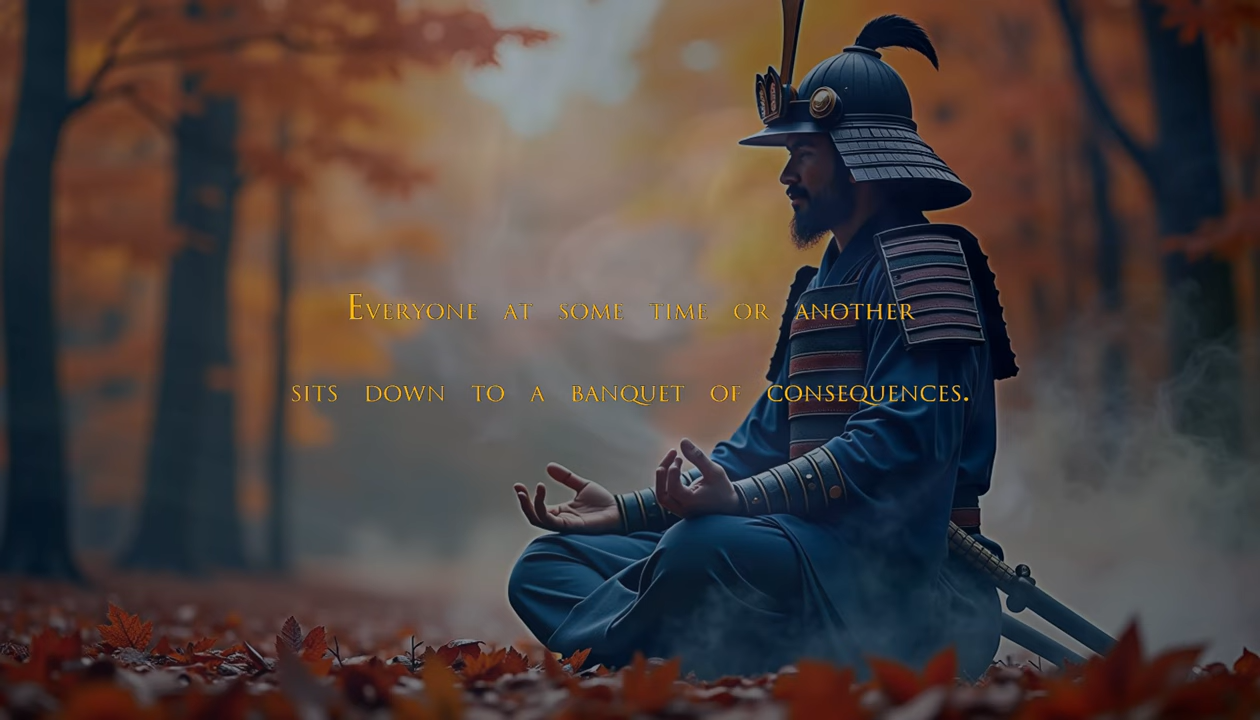 Everyone at some time or another
sits down to a banquet of consequences.